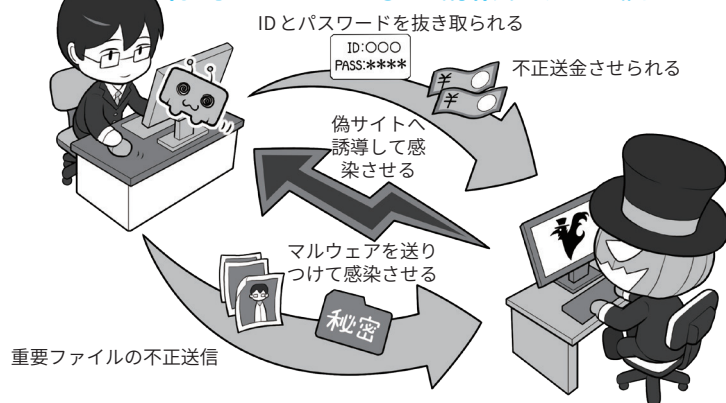 IDとパスワードを抜き取られる
ID:○○○
PASS:****
¥
¥
不正送金させられる
偽サイトへ
誘導して感
染させる
マルウェアを送り
つけて感染させる
秘密
重要ファイルの不正送信